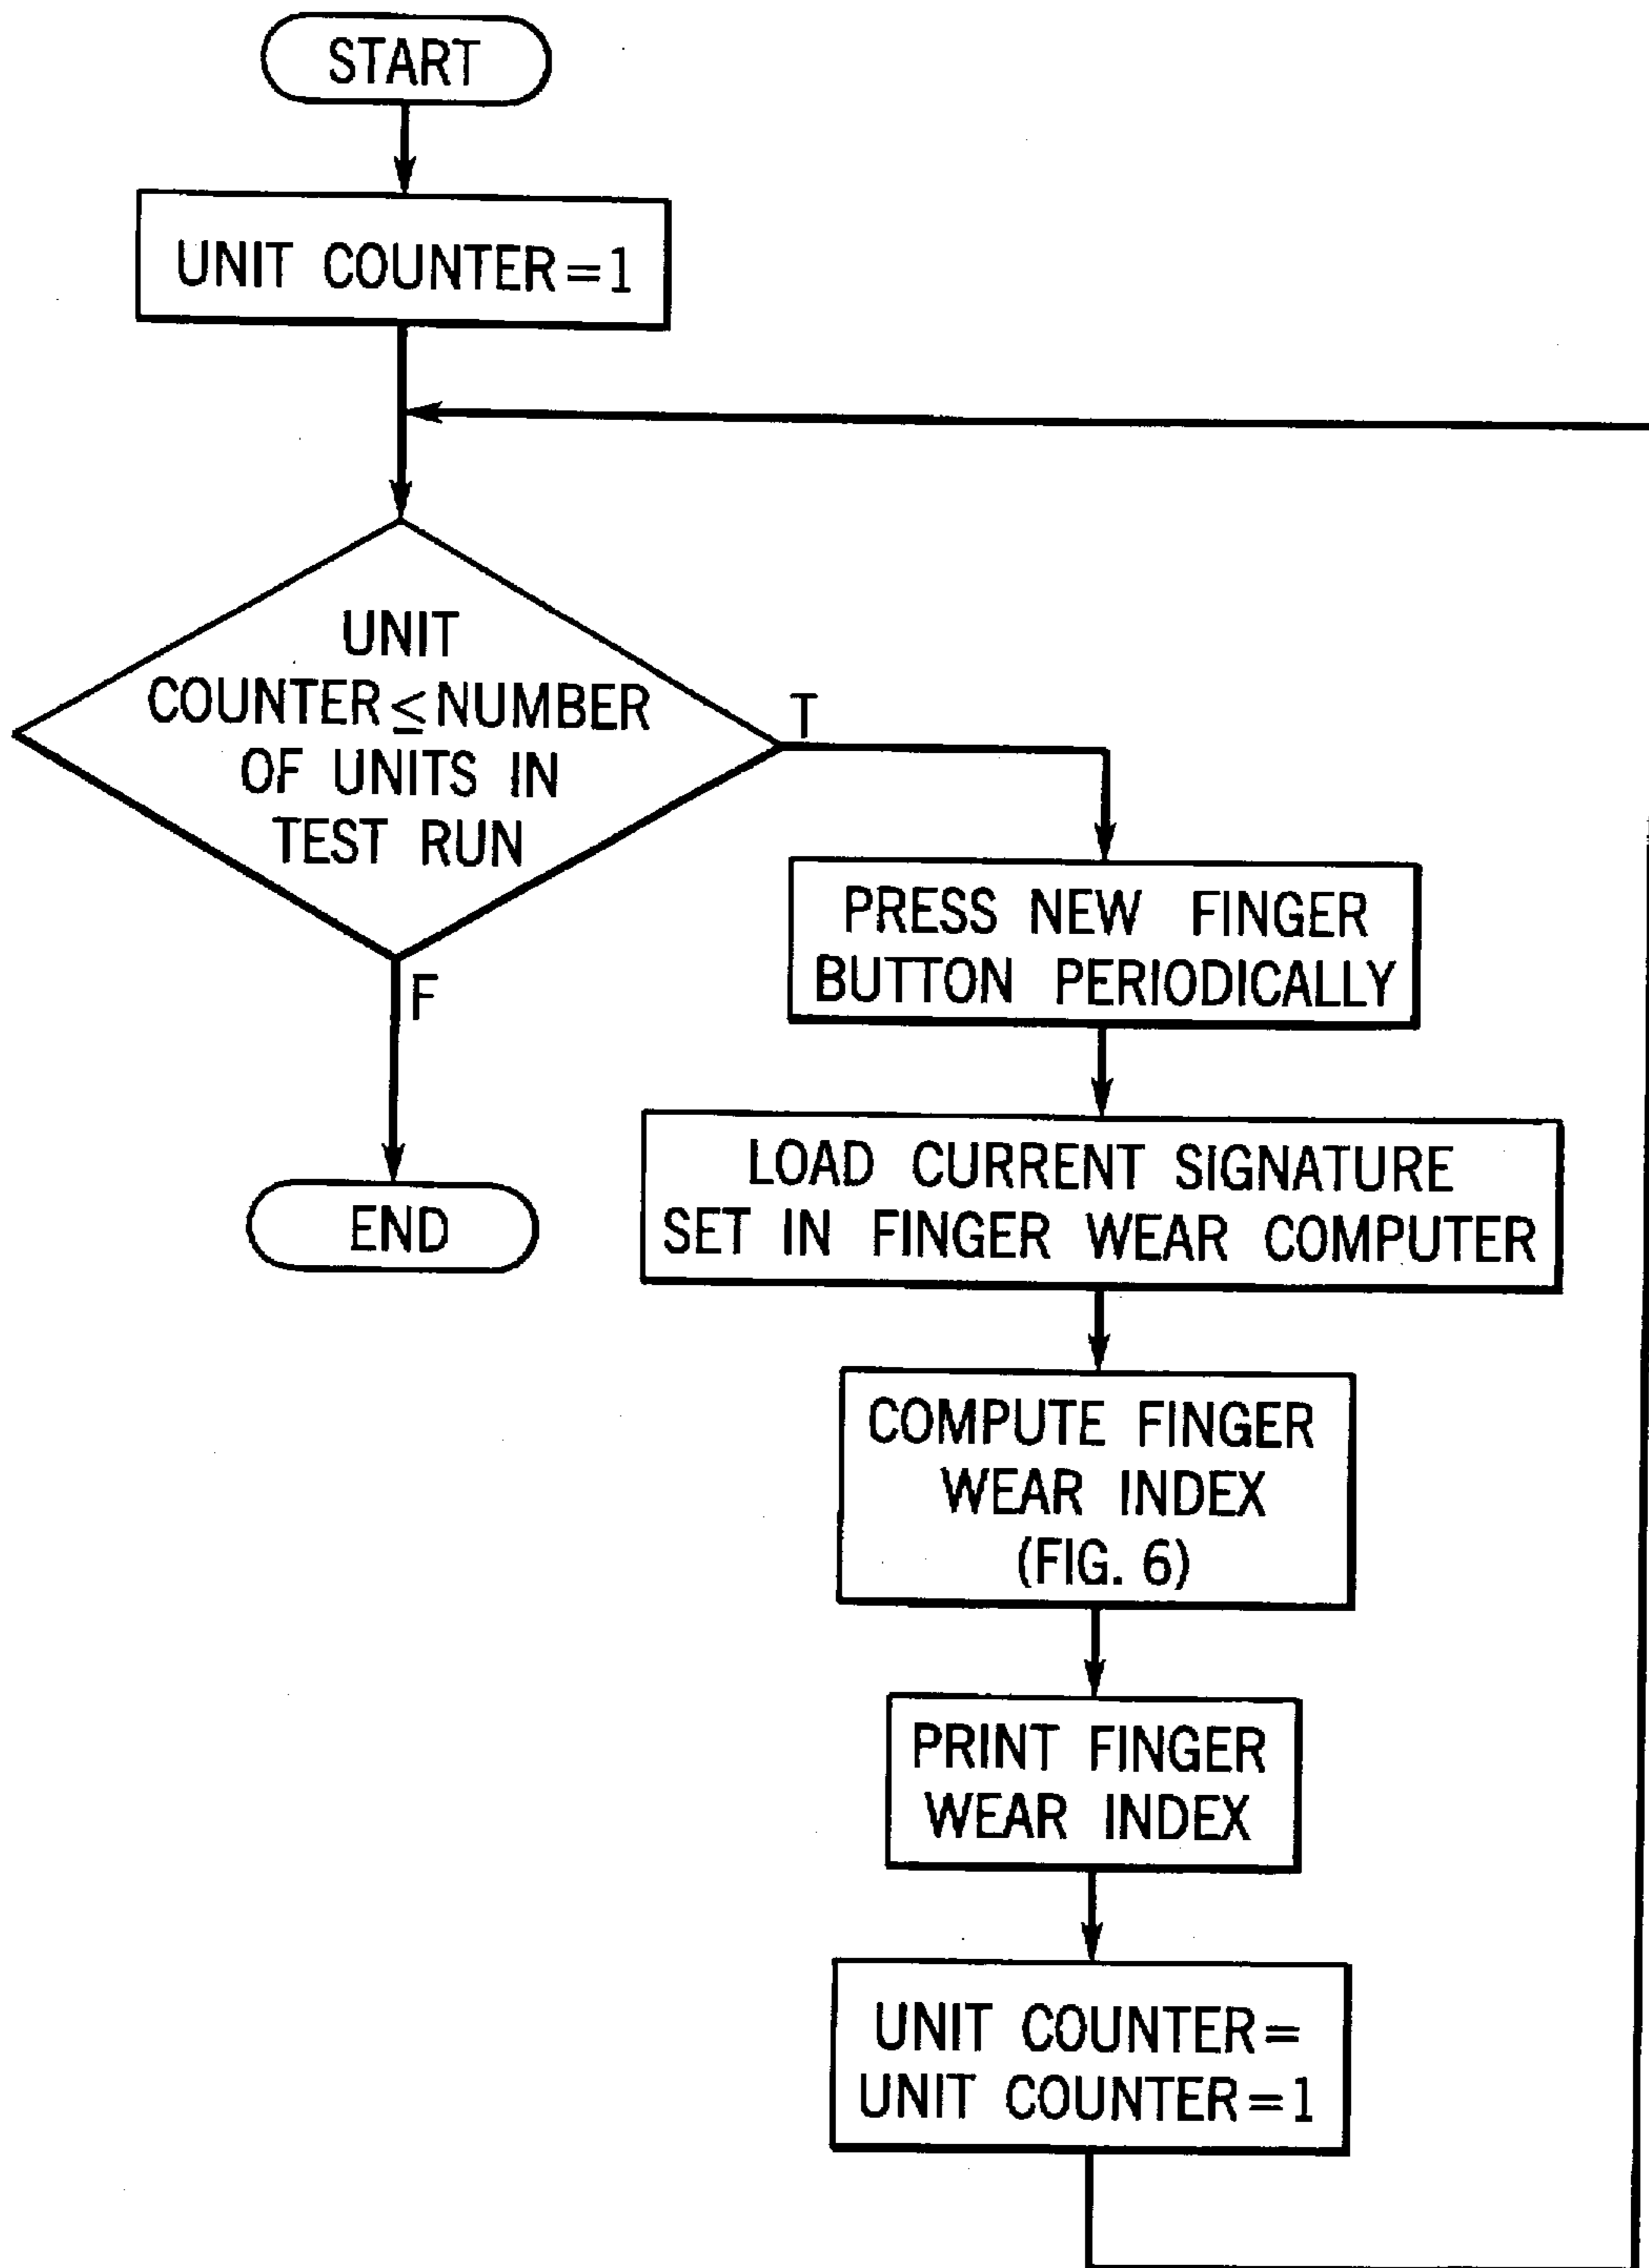 START
UNIT COUNTER=1
UNIT
COUNTER≤NUMBER
OF UNITS IN
TEST RUN
T
F
END
PRESS NEW FINGER
BUTTON PERIODICALLY
LOAD CURRENT SIGNATURE
SET IN FINGER WEAR COMPUTER
COMPUTE FINGER
WEAR INDEX
(FIG. 6)
PRINT FINGER
WEAR INDEX
UNIT COUNTER=
UNIT COUNTER=1